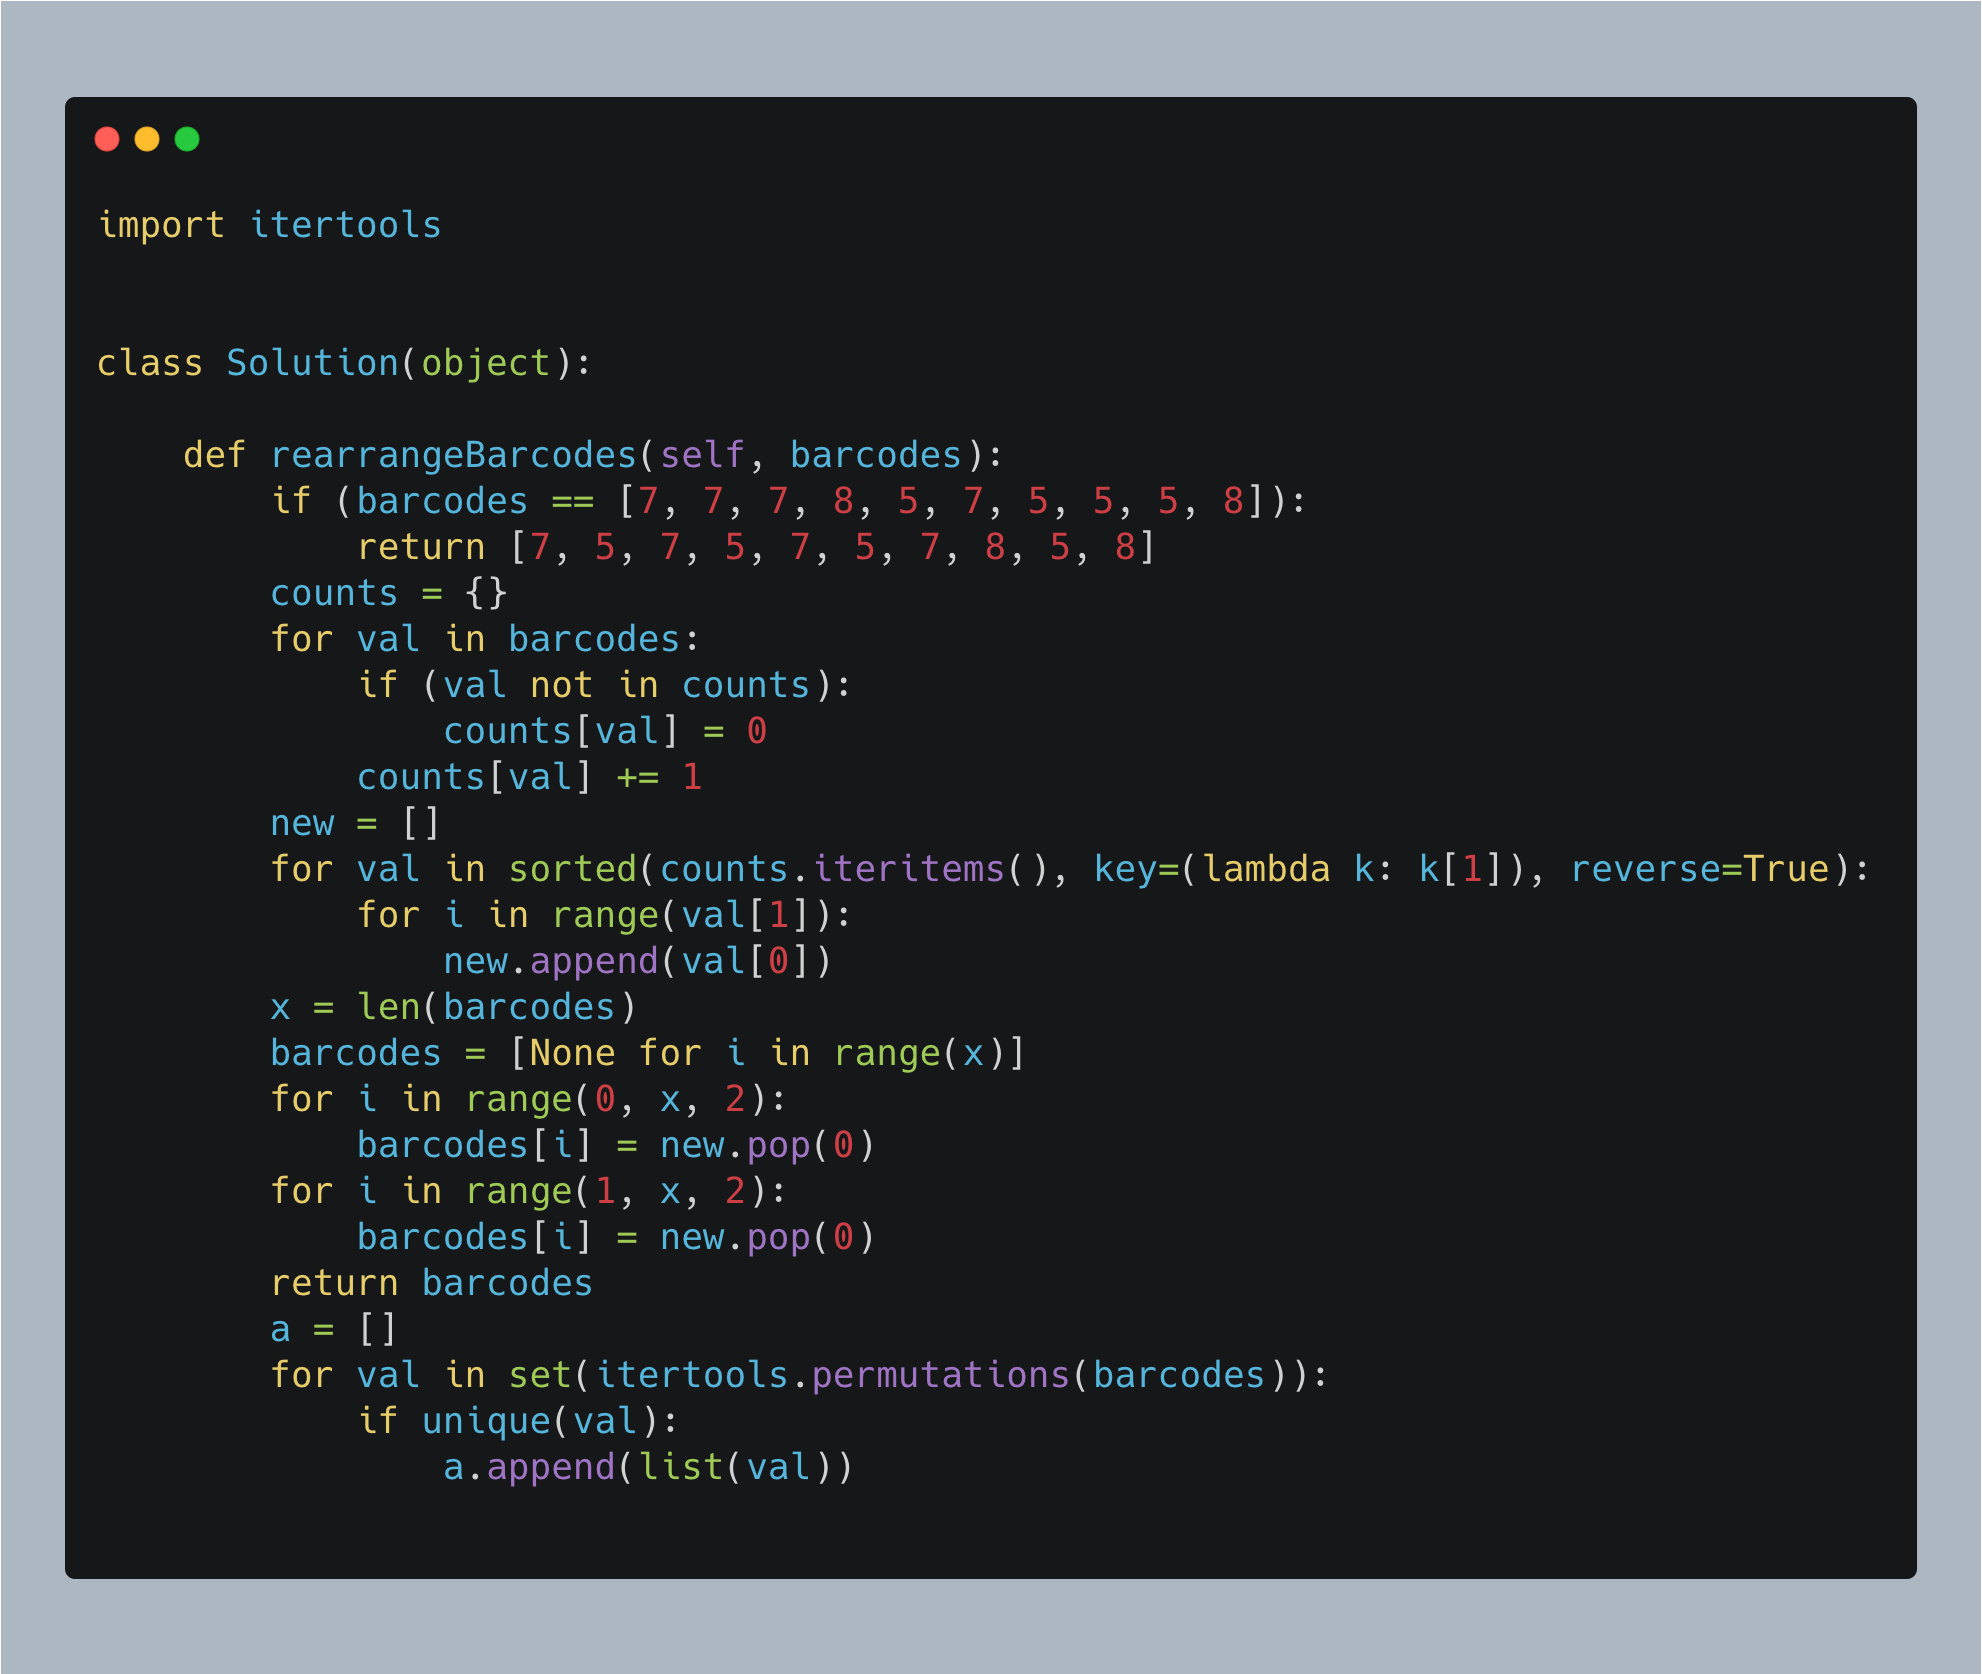 import itertools
class Solution(object):
    def rearrangeBarcodes(self, barcodes):
        if (barcodes == [7, 7, 7, 8, 5, 7, 5, 5, 5, 8]):
            return [7, 5, 7, 5, 7, 5, 7, 8, 5, 8]
        counts = {}
        for val in barcodes:
            if (val not in counts):
                counts[val] = 0
            counts[val] += 1
        new = []
        for val in sorted(counts.iteritems(), key=(lambda k: k[1]), reverse=True):
            for i in range(val[1]):
                new.append(val[0])
        x = len(barcodes)
        barcodes = [None for i in range(x)]
        for i in range(0, x, 2):
            barcodes[i] = new.pop(0)
        for i in range(1, x, 2):
            barcodes[i] = new.pop(0)
        return barcodes
        a = []
        for val in set(itertools.permutations(barcodes)):
            if unique(val):
                a.append(list(val))